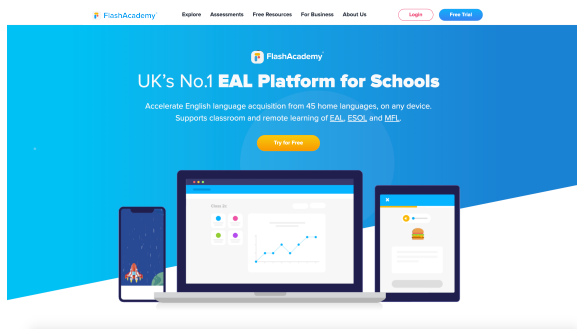 FlashAcademy
Explore Assessments Free Resources For Business About Us Login Free Trial
FlashAcademy
UK's No.1 EAL Platform for Schools
Accelerate English language acquisition from 45 home languages, on any device.
Supports classroom and remote learning of EAL, ESOL and MFL.
Try for Free